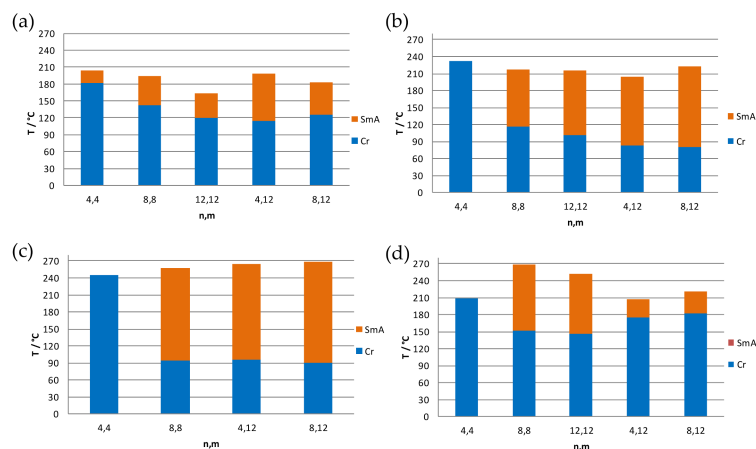 (a)
270
240
210
180
150
120
90
60
30
0
T / °C
4,4 8,8 12,12 4,12 8,12
n,m
SmA
Cr
(b)
270
240
210
180
150
120
90
60
30
0
T / °C
4,4 8,8 12,12 4,12 8,12
n,m
SmA
Cr
(c)
270
240
210
180
150
120
90
60
30
0
T / °C
4,4 8,8 4,12 8,12
n,m
SmA
Cr
(d)
270
240
210
180
150
120
90
60
30
0
T / °C
4,4 8,8 12,12 4,12 8,12
n,m
SmA
Cr